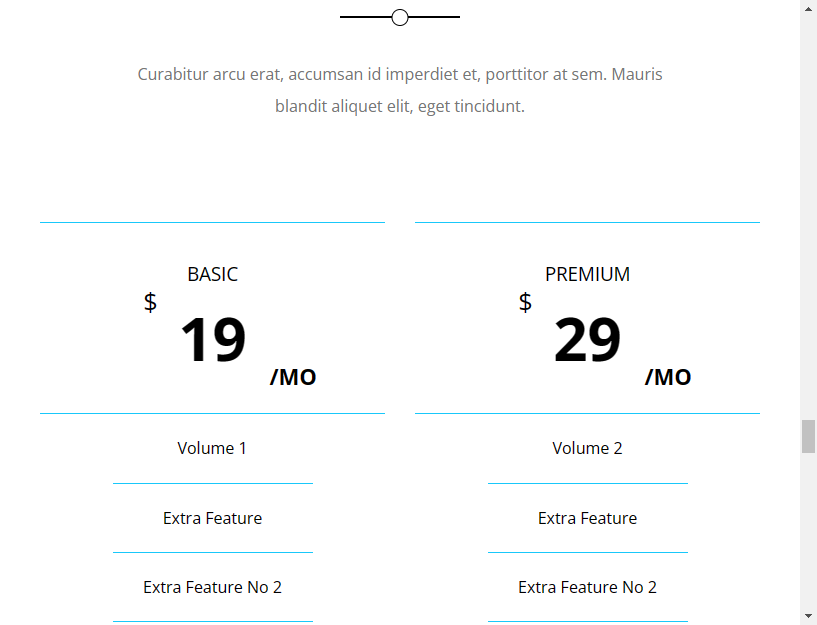 Curabitur arcu erat, accumsan id imperdiet et, porttitor at sem. Mauris
blandit aliquet elit, eget tincidunt.
BASIC
$
19
/MO
Volume 1
Extra Feature
Extra Feature No 2
PREMIUM
$
29
/MO
Volume 2
Extra Feature
Extra Feature No 2